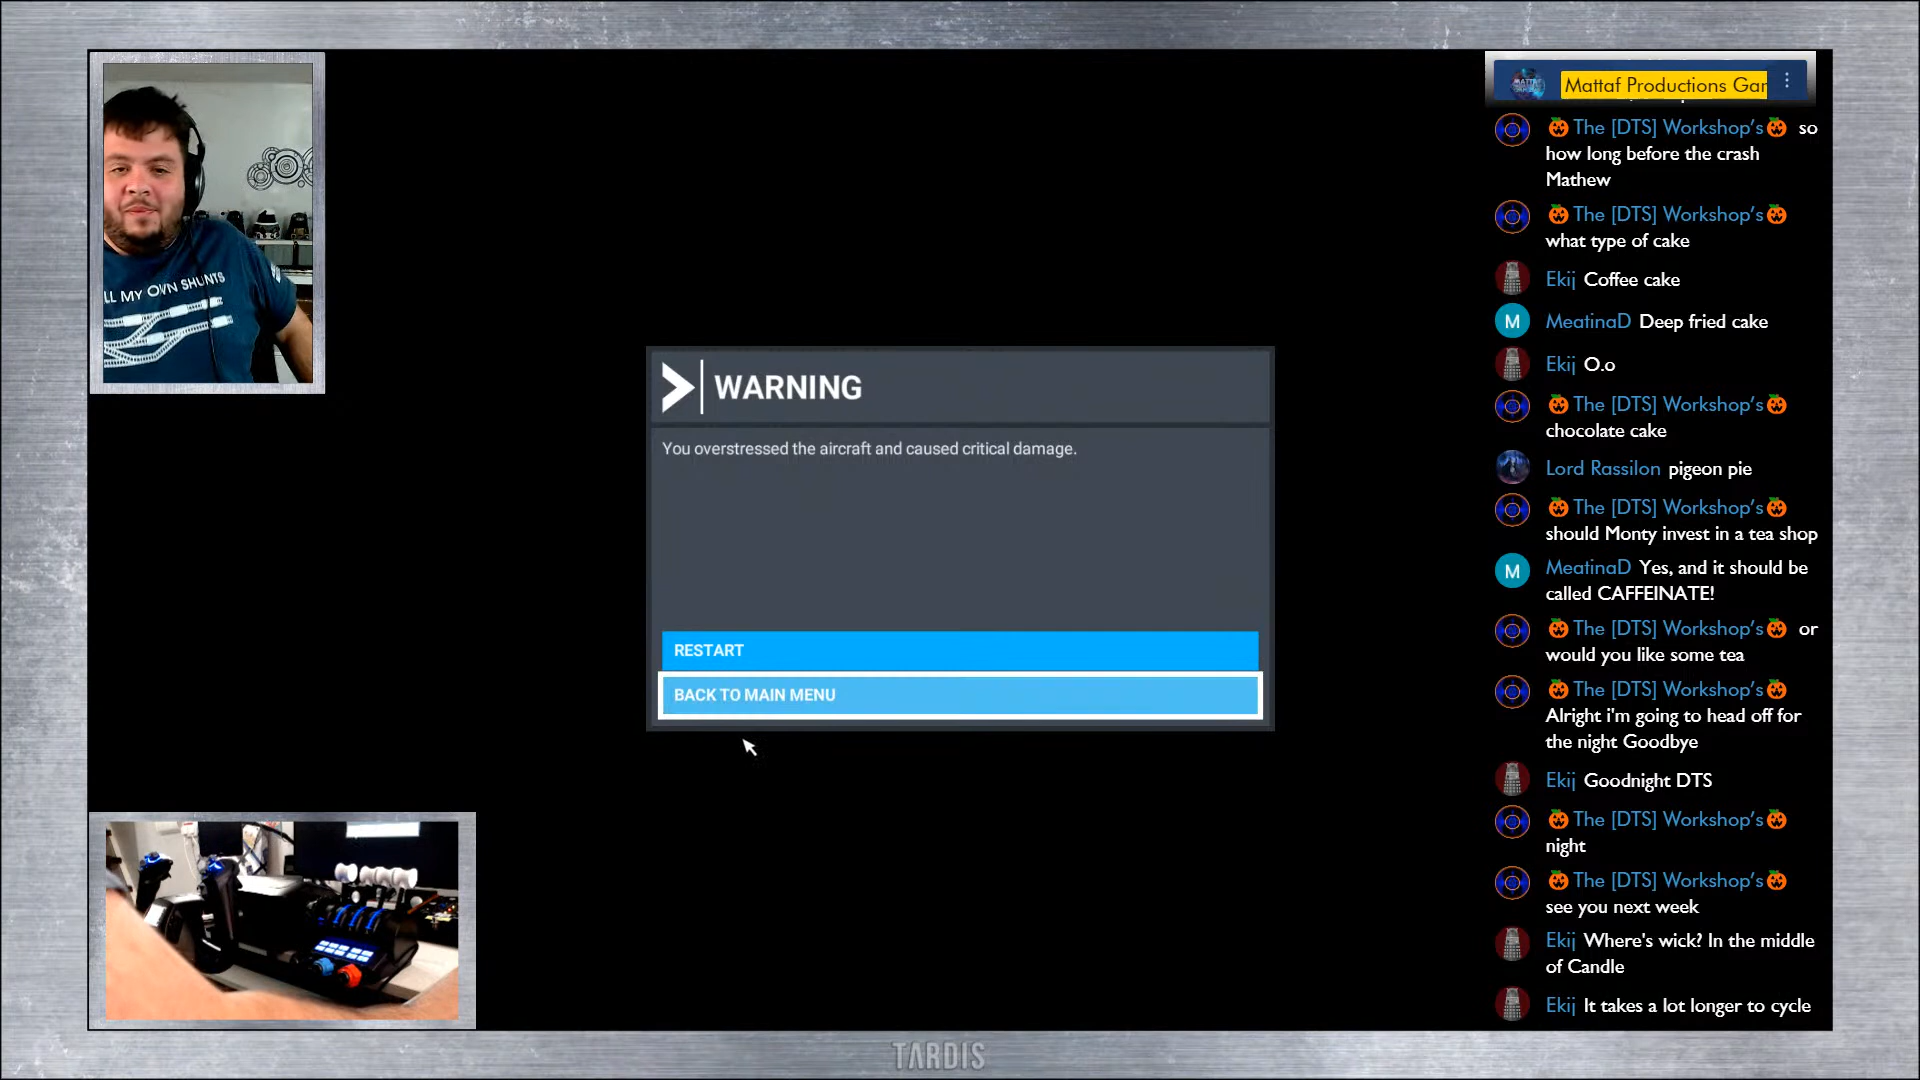 LL MY OWN SHUNTS
WARNING
You overstressed the aircraft and caused critical damage.
RESTART
BACK TO MAIN MENU
Mattaf Productions Gar
🎃The [DTS] Workshop's🎃 so
how long before the crash
Mathew
🎃The [DTS] Workshop's🎃
what type of cake
Ekij Coffee cake
M MeatinaD Deep fried cake
Ekij O.o
🎃The [DTS] Workshop's🎃
chocolate cake
Lord Rassilon pigeon pie
🎃The [DTS] Workshop's🎃
should Monty invest in a tea shop
M MeatinaD Yes, and it should be
called CAFFEINATE!
🎃The [DTS] Workshop's🎃 or
would you like some tea
🎃The [DTS] Workshop's🎃
Alright i'm going to head off for
the night Goodbye
Ekij Goodnight DTS
🎃The [DTS] Workshop's🎃
night
🎃The [DTS] Workshop's🎃
see you next week
Ekij Where's wick? In the middle
of Candle
Ekij It takes a lot longer to cycle
TARDIS